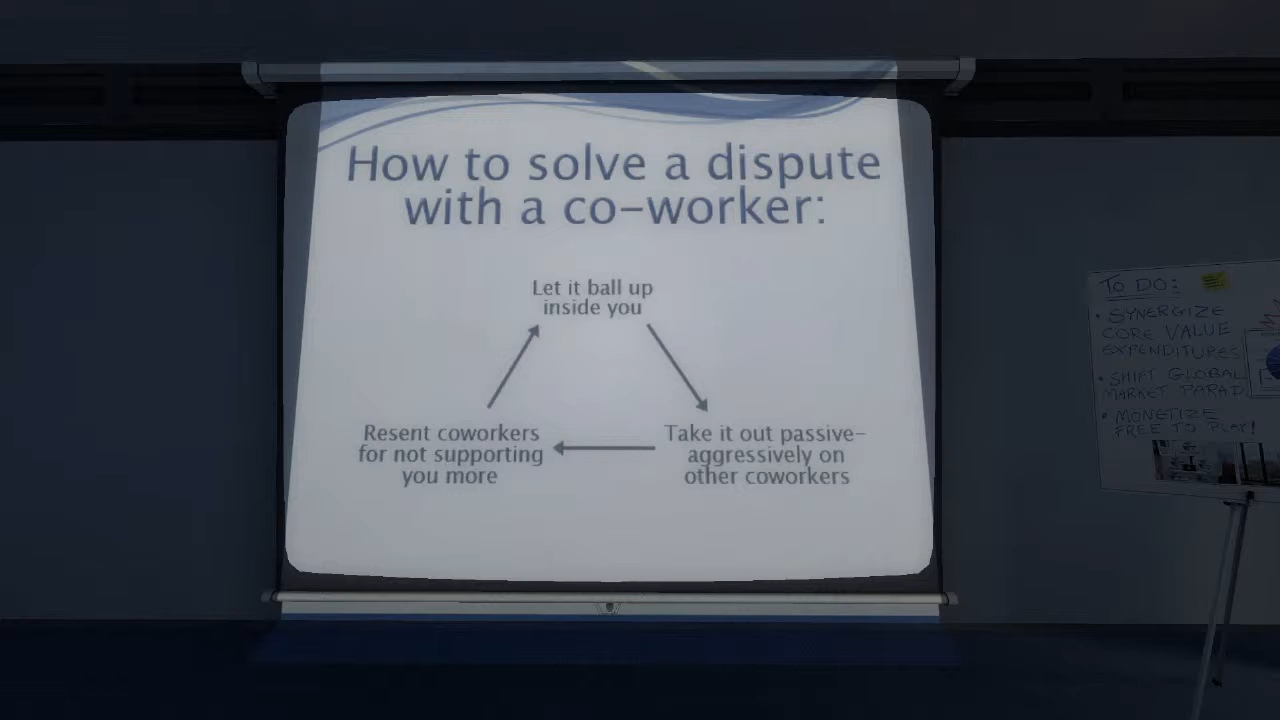 How to solve a dispute
with a co-worker:
Let it ball up
inside you
Resent coworkers
for not supporting
you more
Take it out passive-
aggressively on
other coworkers
TO DO:
• SYNERGIZE
CORE VALUE
EXPENDITURES
• SHIFT GLOBAL
MARKET PARAD
• MONETIZE
FREE TO PLAY!